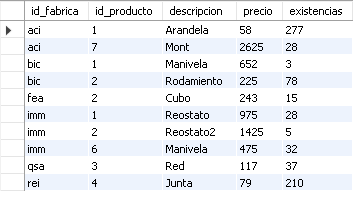 id_fabrica id_producto descripcion precio existencias
aci 1 Arandela 58 277
aci 7 Mont 2625 28
bic 1 Manivela 652 3
bic 2 Rodamiento 225 78
fea 2 Cubo 243 15
imm 1 Reostato 975 28
imm 2 Reostato2 1425 5
imm 6 Manivela 475 32
qsa 3 Red 117 37
rei 4 Junta 79 210